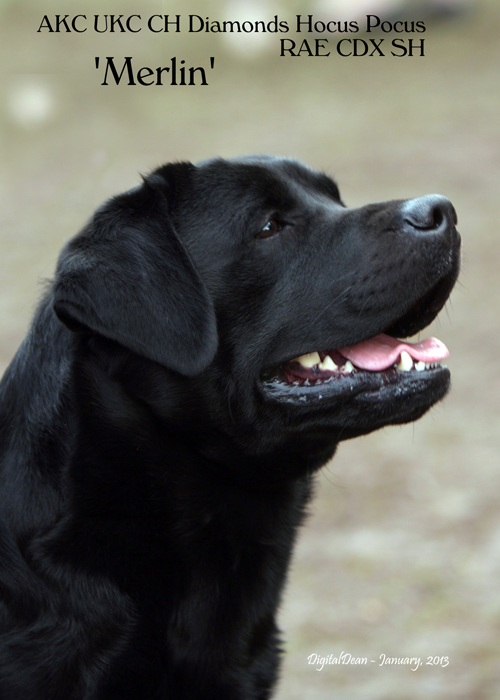 AKC UKC CH Diamonds Hocus Pocus
RAE CDX SH
'Merlin'
DigitalDean - January, 2013